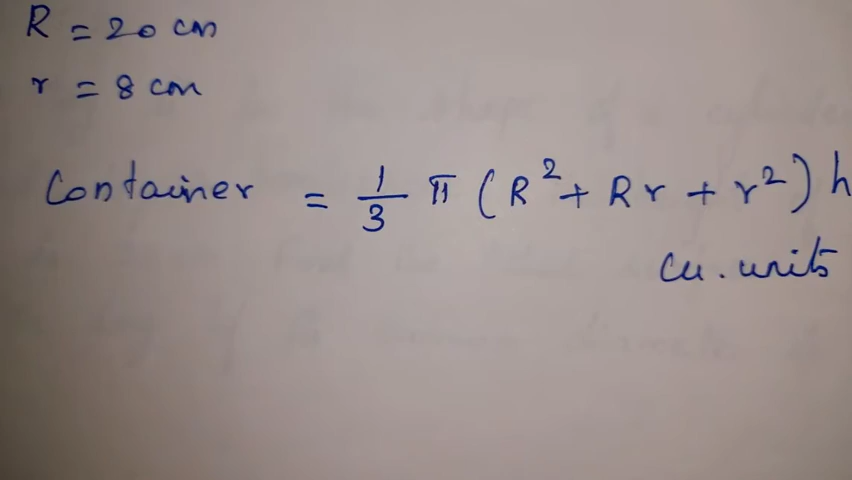 R = 20 cm
r = 8 cm
Container = 1/3 π (R² + Rr + r²) h
cu. units